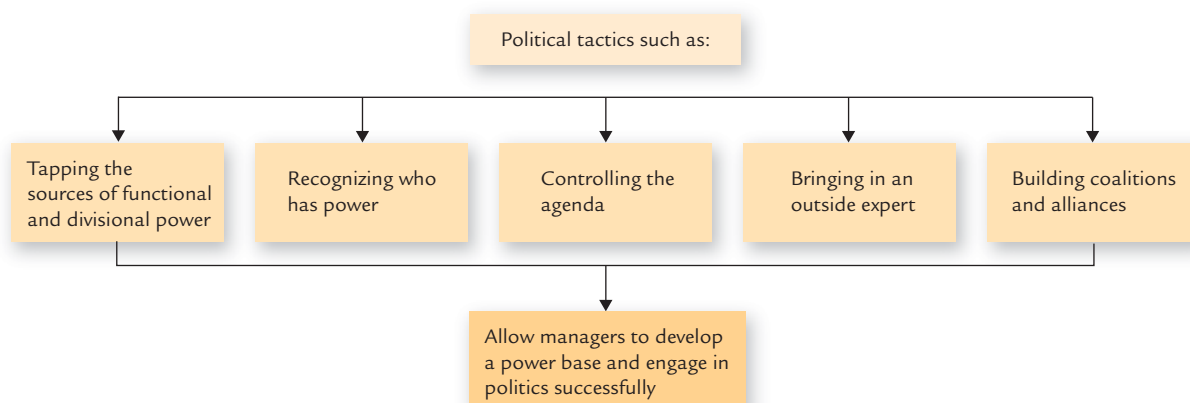 Political tactics such as:
Tapping the
sources of functional
and divisional power
Recognizing who
has power
Controlling the
agenda
Bringing in an
outside expert
Building coalitions
and alliances
Allow managers to develop
a power base and engage in
politics successfully